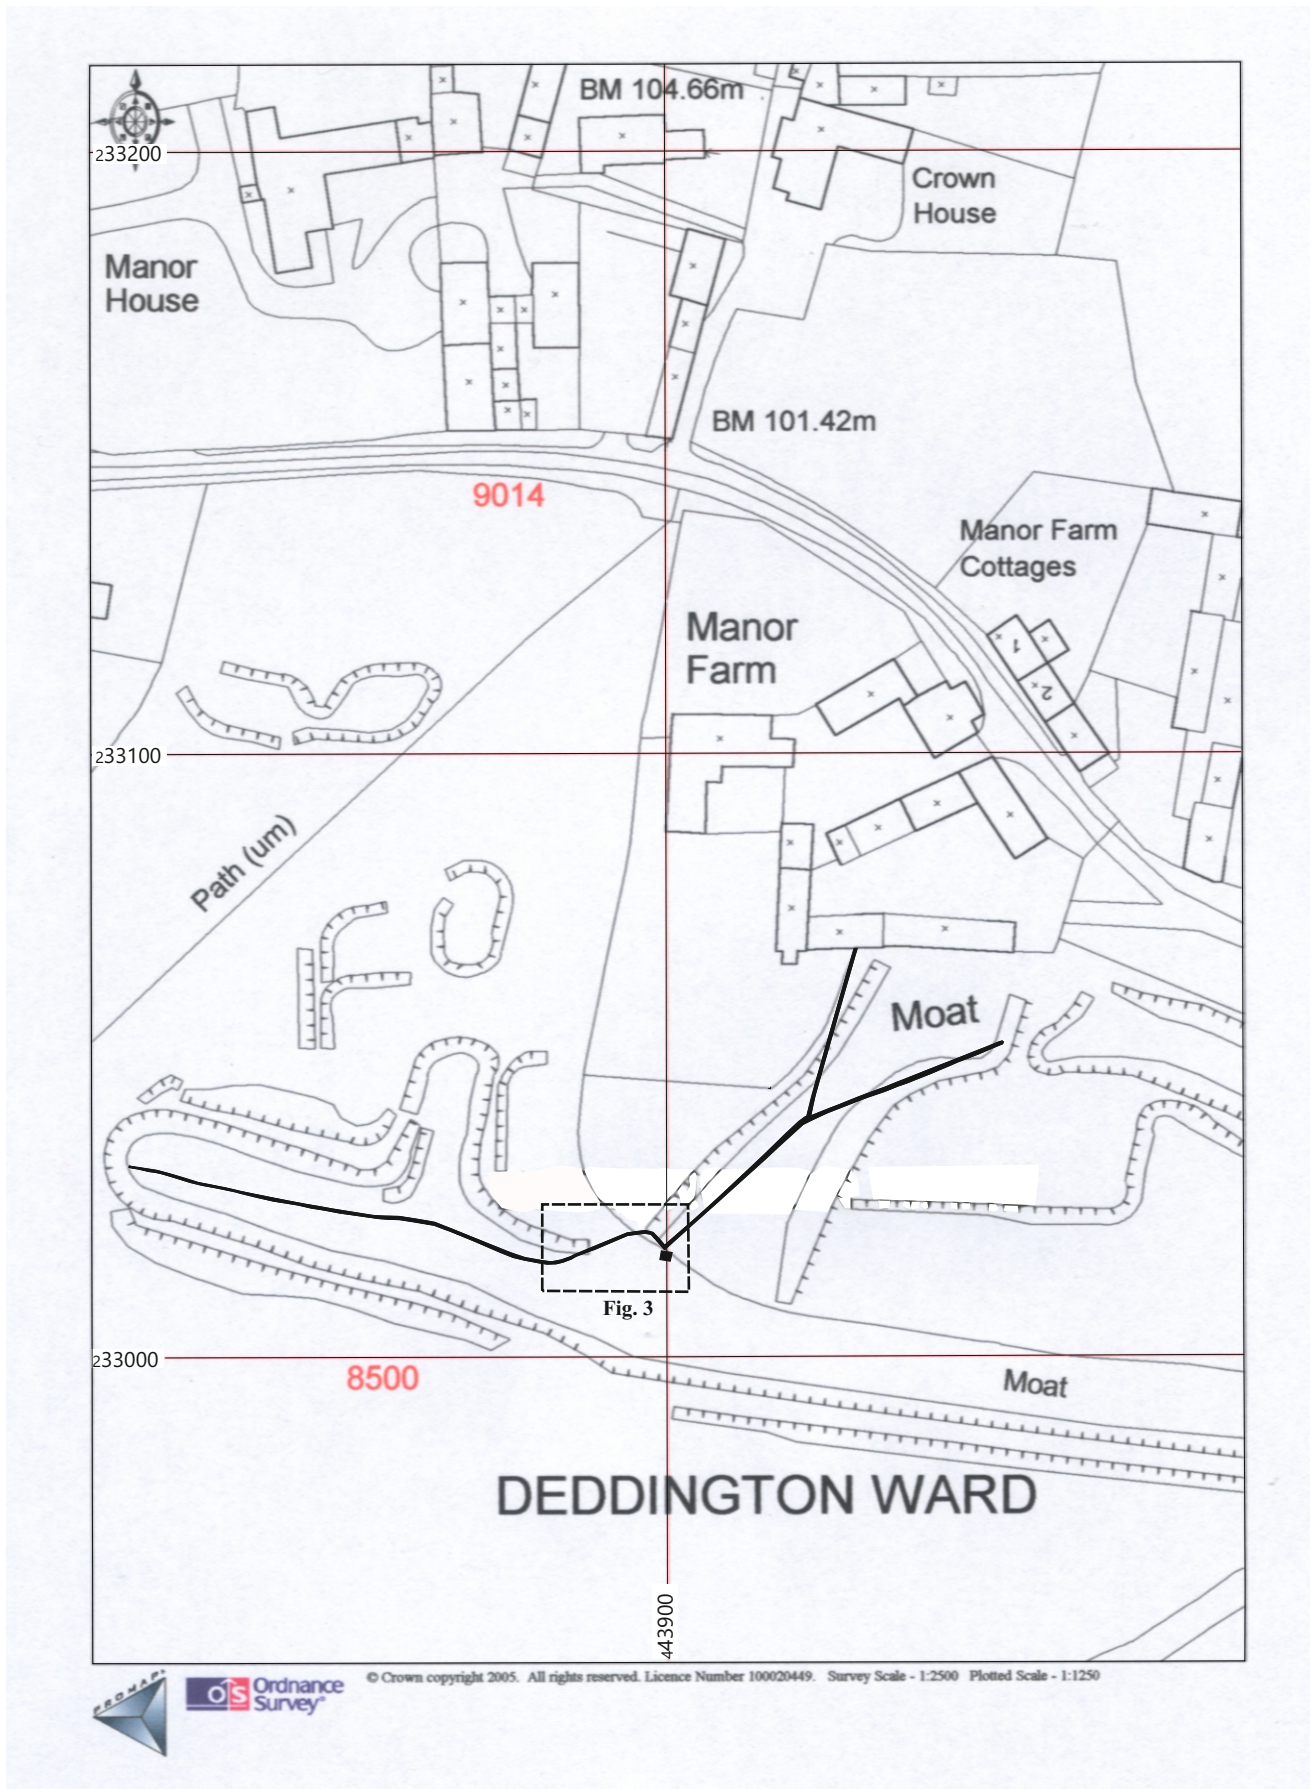 BM 104.66m
233200
Crown
House
Manor
House
BM 101.42m
9014
Manor Farm
Cottages
1
2
Manor
Farm
233100
Path (um)
Moat
Fig. 3
233000
8500
Moat
DEDDINGTON WARD
443900
PROMAP
© Crown copyright 2005. All rights reserved. Licence Number 100020449. Survey Scale - 1:2500 Plotted Scale - 1:1250
OS Ordnance
Survey®